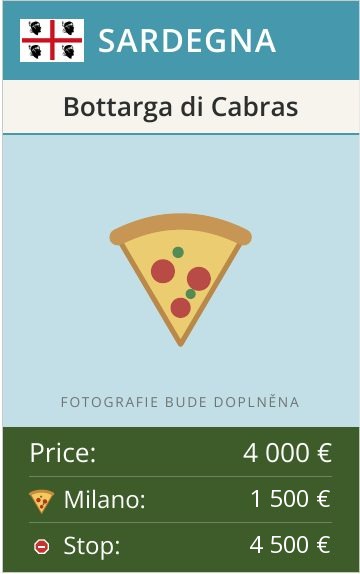 SARDEGNA
Bottarga di Cabras
FOTOGRAFIE BUDE DOPLNĚNA
Price: 4 000 €
Milano: 1 500 €
Stop: 4 500 €